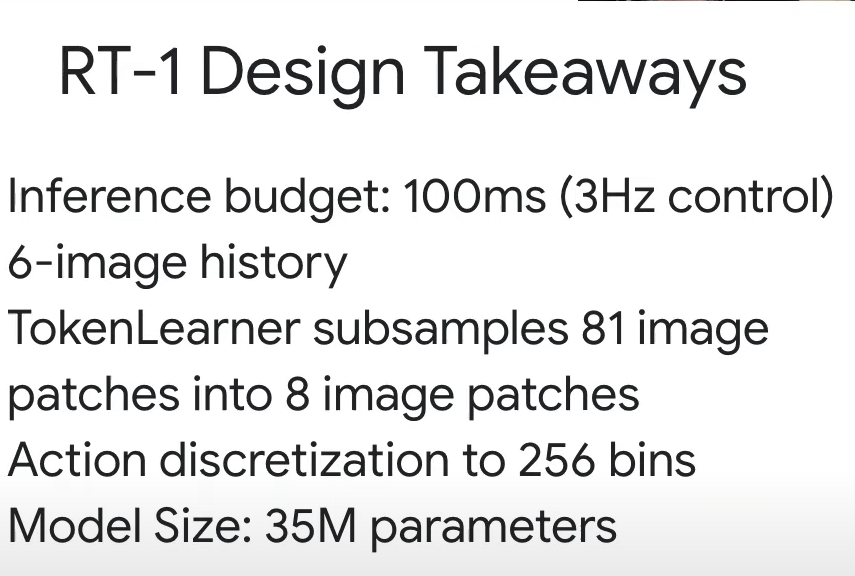 RT-1 Design Takeaways
Inference budget: 100ms (3Hz control)
6-image history
TokenLearner subsamples 81 image
patches into 8 image patches
Action discretization to 256 bins
Model Size: 35M parameters